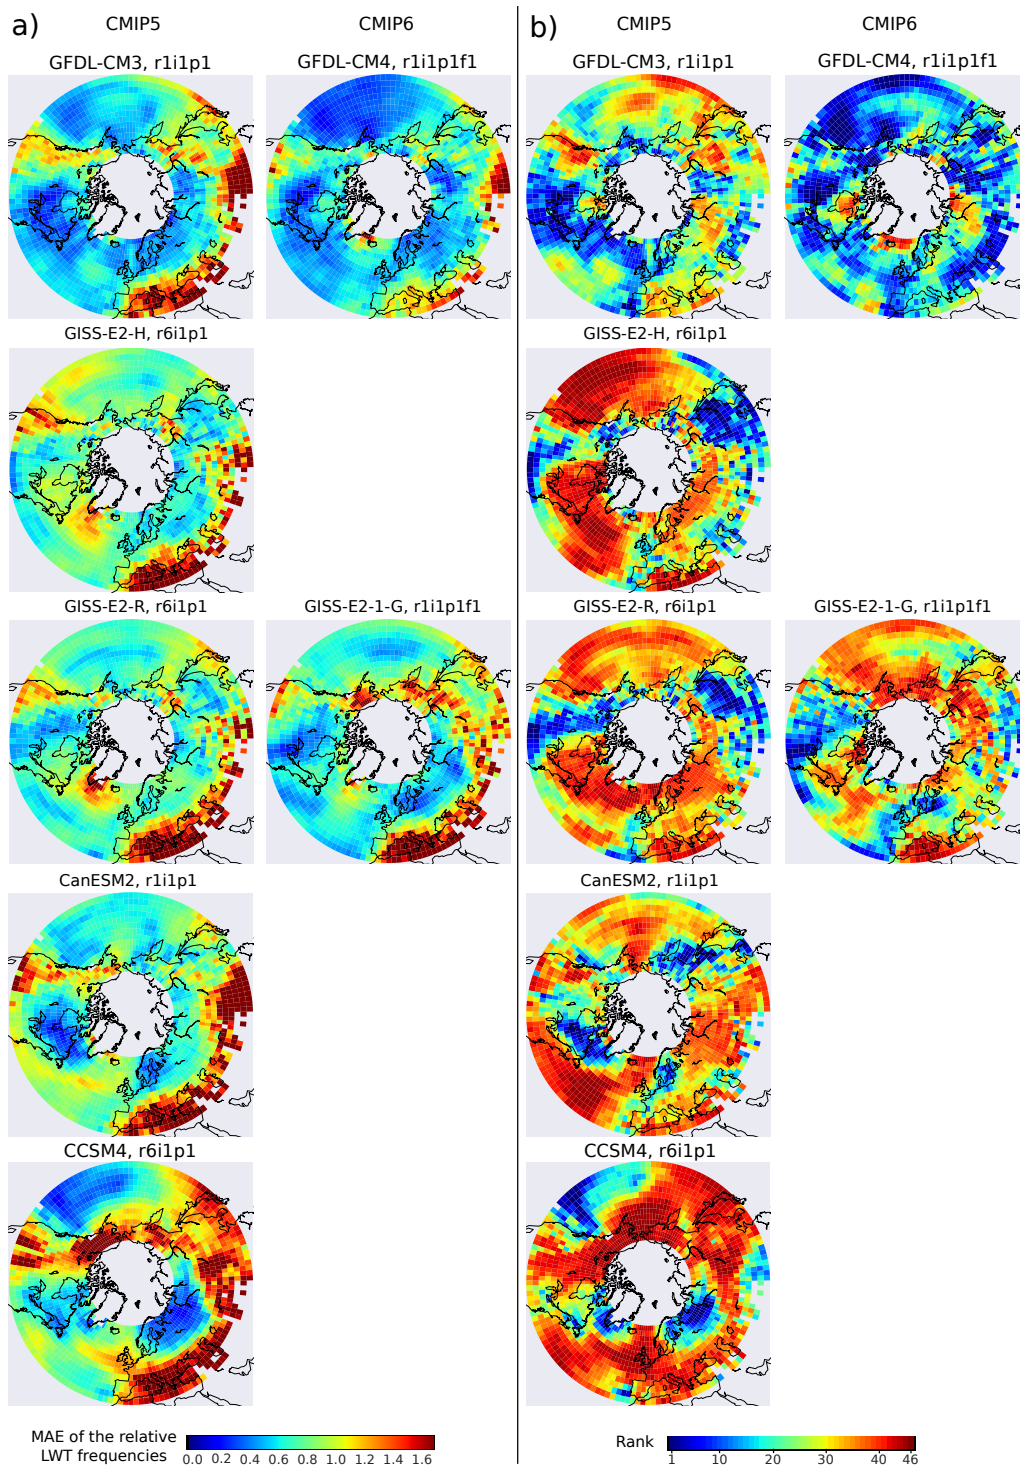 a)
CMIP5
CMIP6
b)
CMIP5
CMIP6
GFDL-CM3, r1i1p1
GFDL-CM4, r1i1p1f1
GFDL-CM3, r1i1p1
GFDL-CM4, r1i1p1f1
GISS-E2-H, r6i1p1
GISS-E2-H, r6i1p1
GISS-E2-R, r6i1p1
GISS-E2-1-G, r1i1p1f1
GISS-E2-R, r6i1p1
GISS-E2-1-G, r1i1p1f1
CanESM2, r1i1p1
CanESM2, r1i1p1
CCSM4, r6i1p1
CCSM4, r6i1p1
MAE of the relative
LWT frequencies
0.0 0.2 0.4 0.6 0.8 1.0 1.2 1.4 1.6
Rank
1 10 20 30 40 46